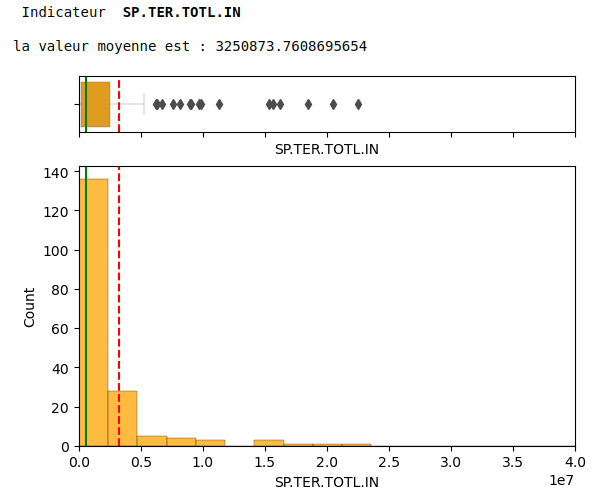 Indicateur SP.TER.TOTL.IN
la valeur moyenne est : 3250873.7608695654
SP.TER.TOTL.IN
140
120
100
80
60
40
20
0
Count
0.0 0.5 1.0 1.5 2.0 2.5 3.0 3.5 4.0
1e7
SP.TER.TOTL.IN